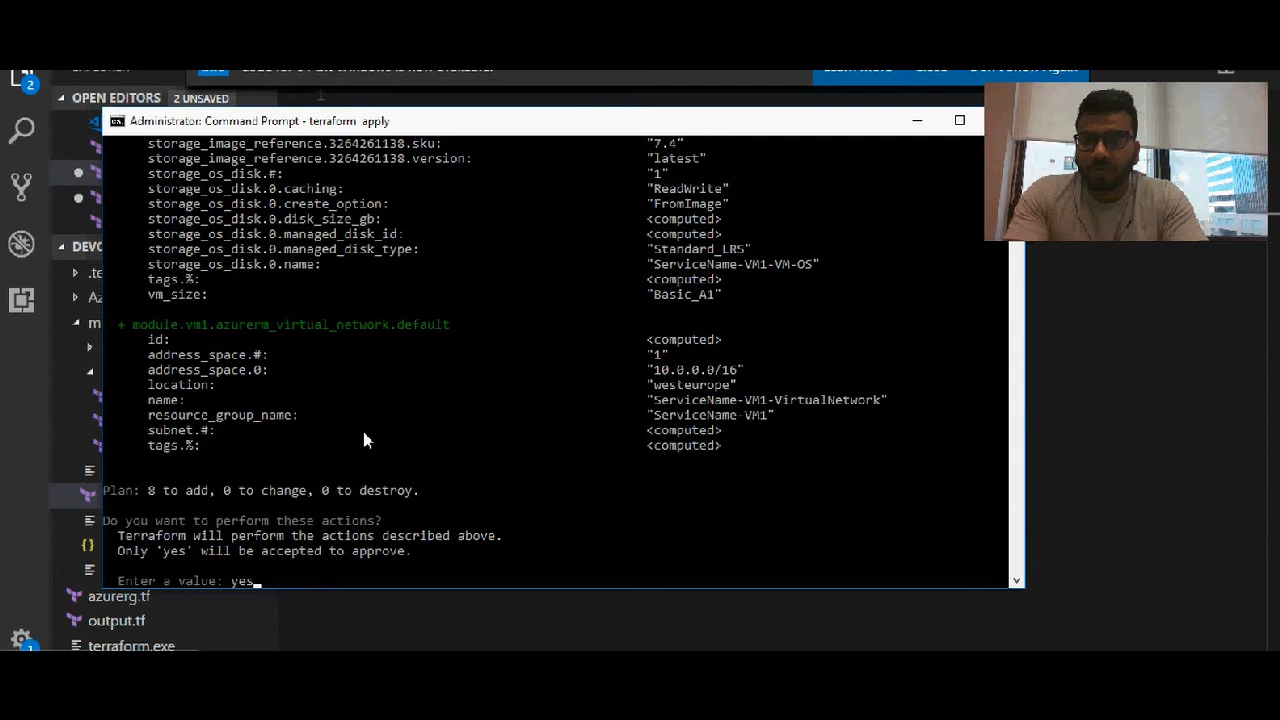 OPEN EDITORS 2 UNSAVED
1
2
Administrator: Command Prompt - terraform apply
storage_image_reference.3264261138.sku: "7.4"
storage_image_reference.3264261138.version: "latest"
storage_os_disk.#: "1"
storage_os_disk.0.caching: "ReadWrite"
storage_os_disk.0.create_option: "FromImage"
storage_os_disk.0.disk_size_gb: <computed>
storage_os_disk.0.managed_disk_id: <computed>
storage_os_disk.0.managed_disk_type: "Standard_LRS"
storage_os_disk.0.name: "ServiceName-VM1-VM-OS"
tags.%: <computed>
vm_size: "Basic_A1"
+ module.vm1.azurerm_virtual_network.default
id: <computed>
address_space.#: "1"
address_space.0: "10.0.0.0/16"
location: "westeurope"
name: "ServiceName-VM1-VirtualNetwork"
resource_group_name: "ServiceName-VM1"
subnet.#: <computed>
tags.%: <computed>
Plan: 8 to add, 0 to change, 0 to destroy.
Do you want to perform these actions?
Terraform will perform the actions described above.
Only 'yes' will be accepted to approve.
Enter a value: yes
DEVO
.te
Az
m
{}
azurerg.tf
output.tf
terraform.exe
1